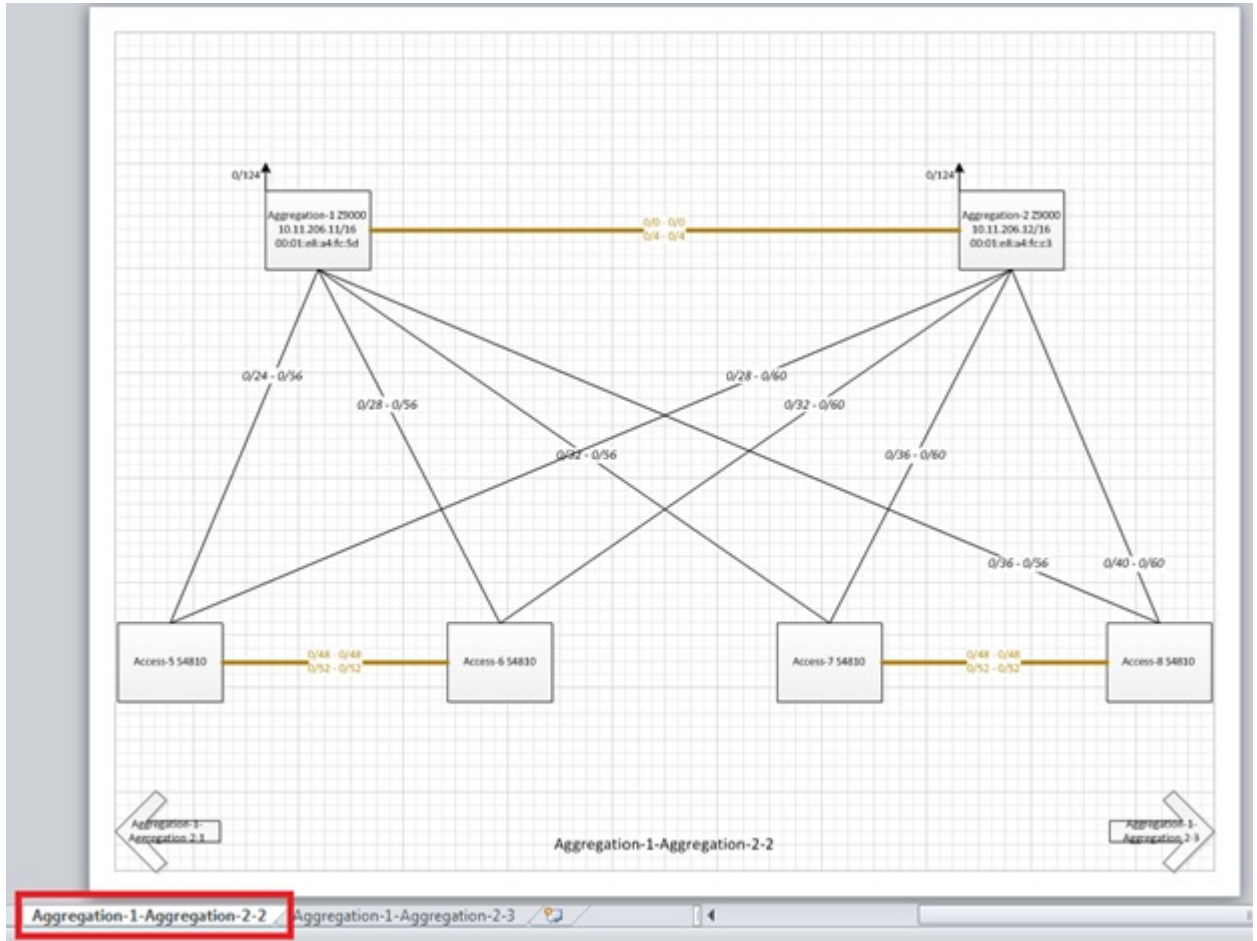 0/124
0/124
Aggregation-1 Z9000
10.11.206.11/16
00:01:e8:a4:fc:5d
0/0 - 0/0
0/4 - 0/4
Aggregation-2 Z9000
10.11.206.12/16
00:01:e8:a4:fc:c3
0/24 - 0/56
0/28 - 0/60
0/28 - 0/56
0/32 - 0/60
0/32 - 0/56
0/36 - 0/60
0/36 - 0/56
0/40 - 0/60
Access-5 S4810
0/48 - 0/48
0/52 - 0/52
Access-6 S4810
Access-7 S4810
0/48 - 0/48
0/52 - 0/52
Access-8 S4810
Aggregation-1-
Aggregation-2-1
Aggregation-1-Aggregation-2-2
Aggregation-1-
Aggregation-2-3
Aggregation-1-Aggregation-2-2
Aggregation-1-Aggregation-2-3